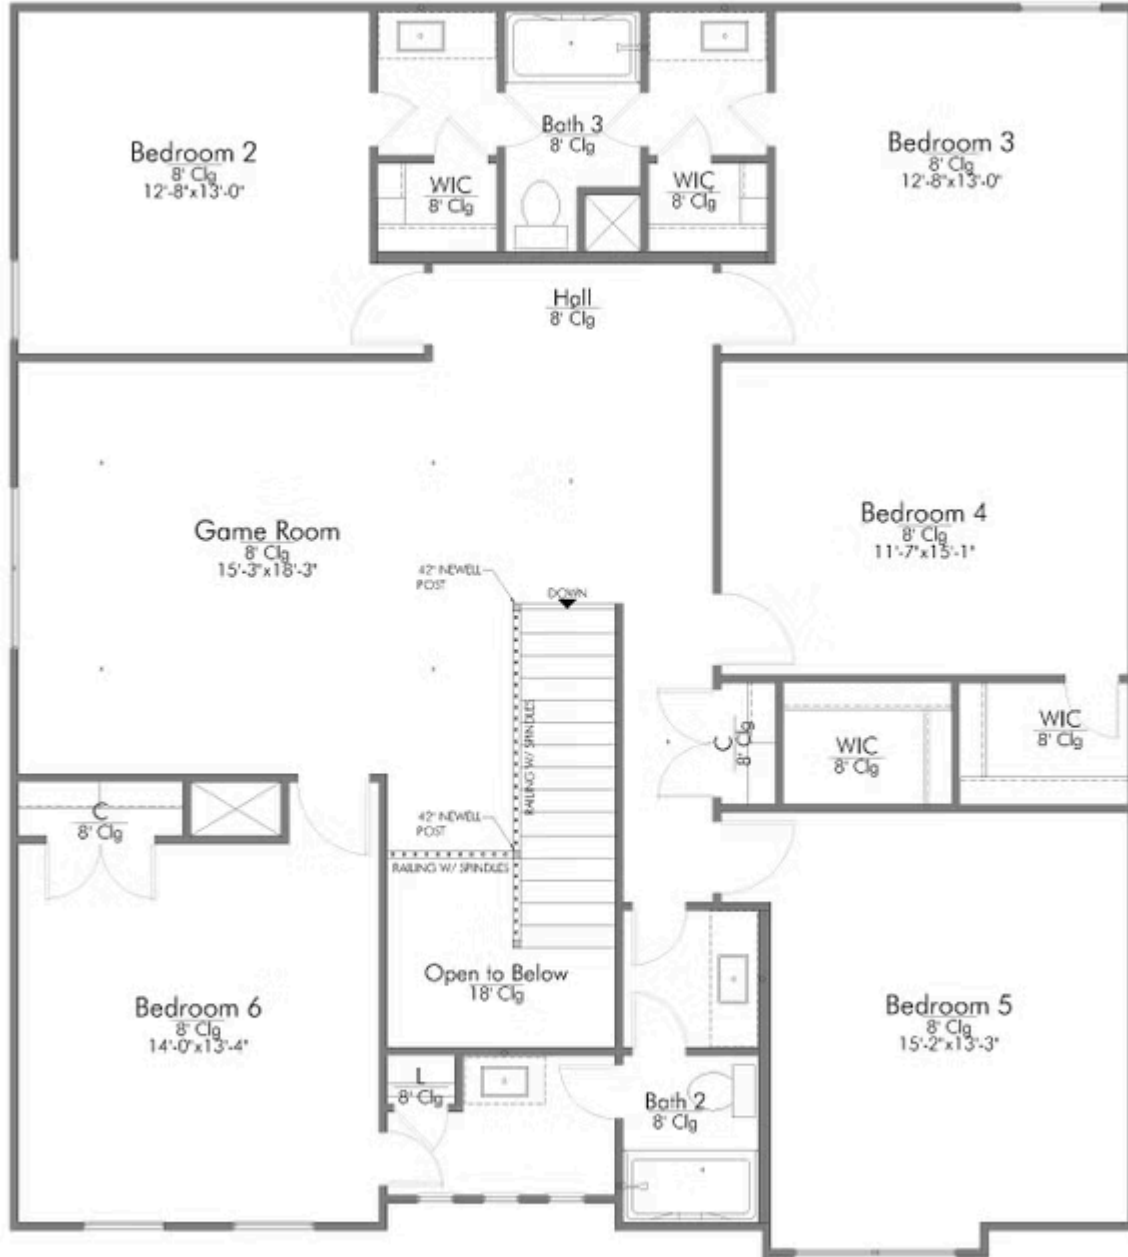 Bath 3
8' Clg
Bedroom 2
8' Clg
12'-8"x13'-0"
Bedroom 3
8' Clg
12'-8"x13'-0"
WIC
8' Clg
WIC
8' Clg
Hall
8' Clg
Game Room
8' Clg
15'-3"x18'-3"
Bedroom 4
8' Clg
11'-7"x15'-1"
42" NEWELL
POST
DOWN
RAILING W/ SPINDLES
C
8' Clg
WIC
8' Clg
WIC
8' Clg
C
8' Clg
42" NEWELL
POST
RAILING W/ SPINDLES
Open to Below
18' Clg
Bedroom 6
8' Clg
14'-0"x13'-4"
Bedroom 5
8' Clg
15'-2"x13'-3"
L
8' Clg
Bath 2
8' Clg